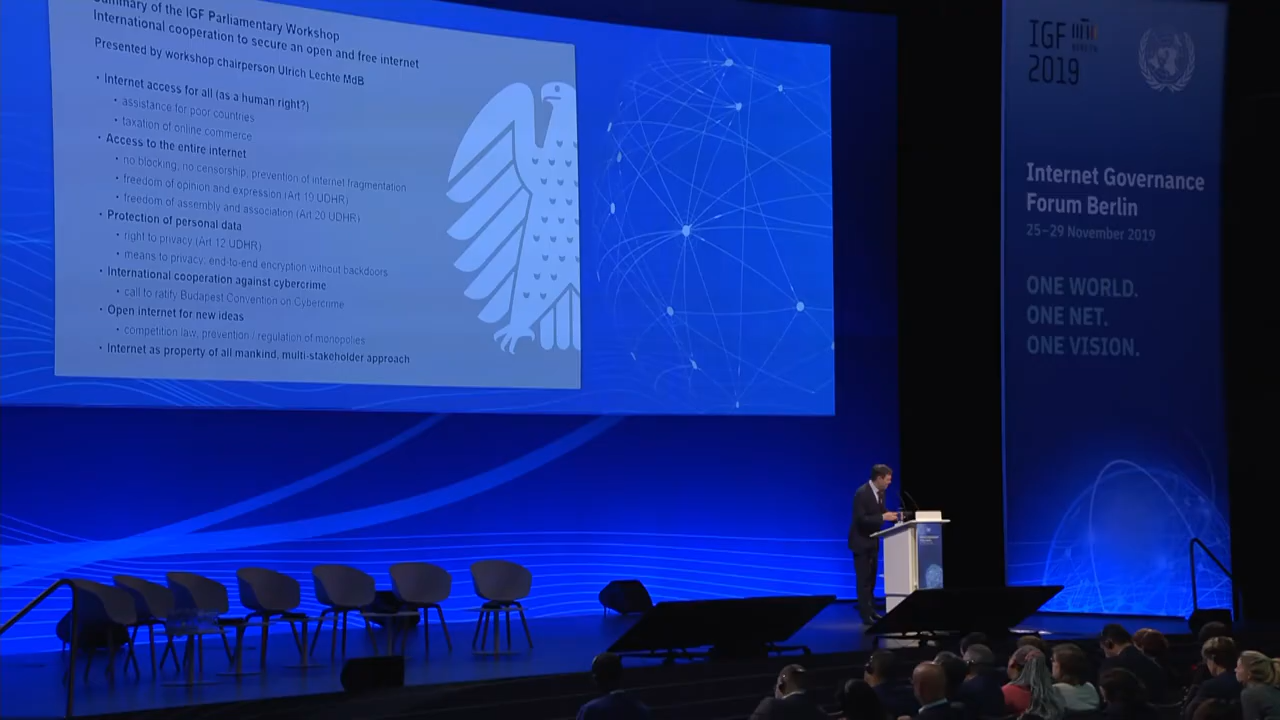 Summary of the IGF Parliamentary Workshop
International cooperation to secure an open and free internet
Presented by workshop chairperson Ulrich Lechte MdB
• Internet access for all (as a human right?)
• assistance for poor countries
• taxation of online commerce
• Access to the entire internet
• no blocking, no censorship, prevention of internet fragmentation
• freedom of opinion and expression (Art 19 UDHR)
• freedom of assembly and association (Art 20 UDHR)
• Protection of personal data
• right to privacy (Art 12 UDHR)
• means to privacy: end-to-end encryption without backdoors
• International cooperation against cybercrime
• call to ratify Budapest Convention on Cybercome
• Open internet for new ideas
• competition law, prevention / regulation of monopolies
• Internet as property of all mankind, multi-stakeholder approach
IGF
BERLIN
2019
Internet Governance
Forum Berlin
25–29 November 2019
ONE WORLD.
ONE NET.
ONE VISION.